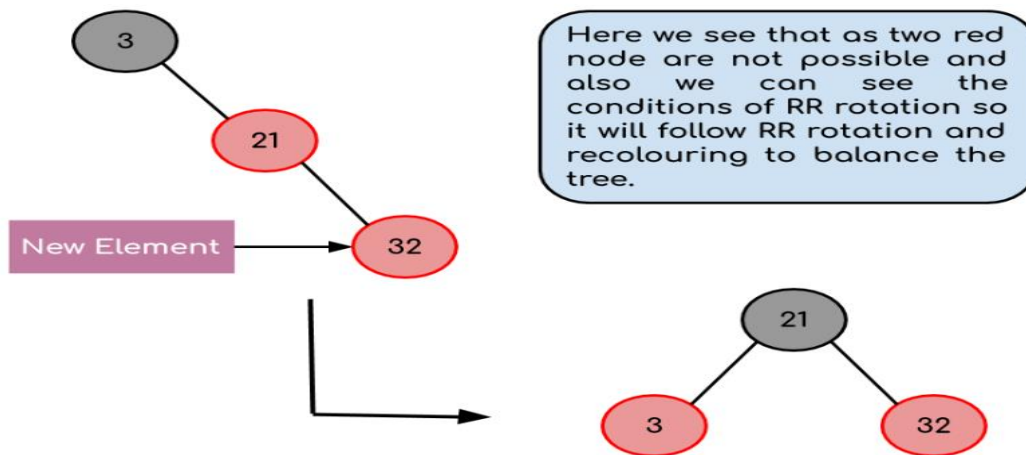 3
Here we see that as two red
node are not possible and
also we can see the
conditions of RR rotation so
it will follow RR rotation and
recolouring to balance the
tree.
21
New Element
32
21
3
32